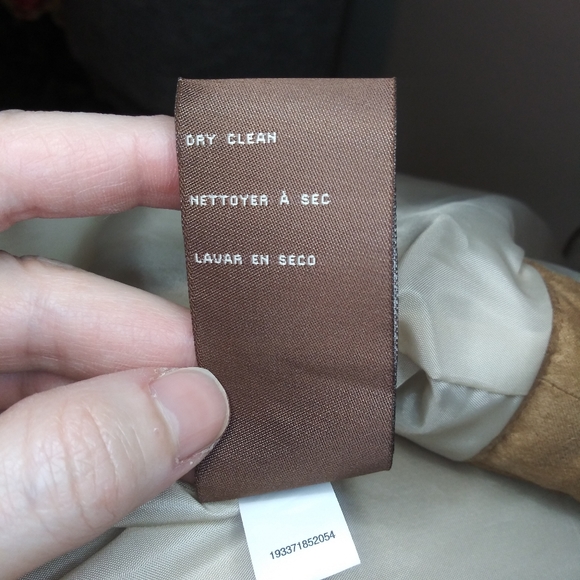 DRY CLEAN
NETTOYER À SEC
LAVAR EN SECO
193371852054